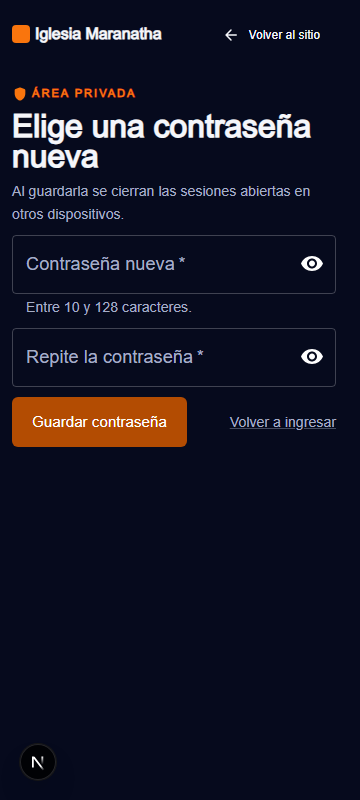 Iglesia Maranatha
Volver al sitio
ÁREA PRIVADA
Elige una contraseña
nueva
Al guardarla se cierran las sesiones abiertas en
otros dispositivos.
Contraseña nueva *
Entre 10 y 128 caracteres.
Repite la contraseña *
Guardar contraseña
Volver a ingresar
N